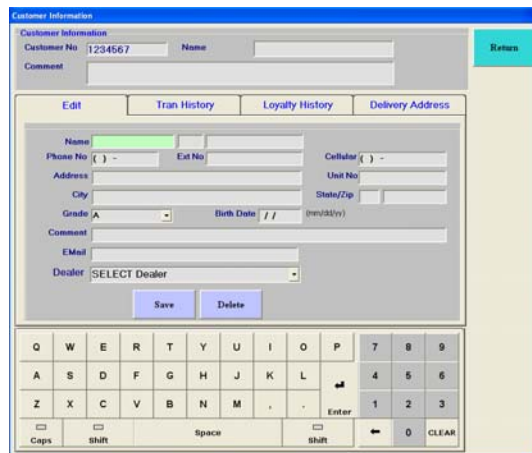 Customer Information
Customer Information
Customer No 1234567 Name
Return
Comment
Edit Tran History Loyalty History Delivery Address
Name
Phone No ( ) - Ext No Cellular ( ) -
Address Unit No
City State/Zip
Grade A Birth Date / / (mm/dd/yy)
Comment
EMail
Dealer SELECT Dealer
Save Delete
Q W E R T Y U I O P 7 8 9
A S D F G H J K L 4 5 6
Z X C V B N M , . Enter 1 2 3
Caps Shift Space Shift 0 CLEAR